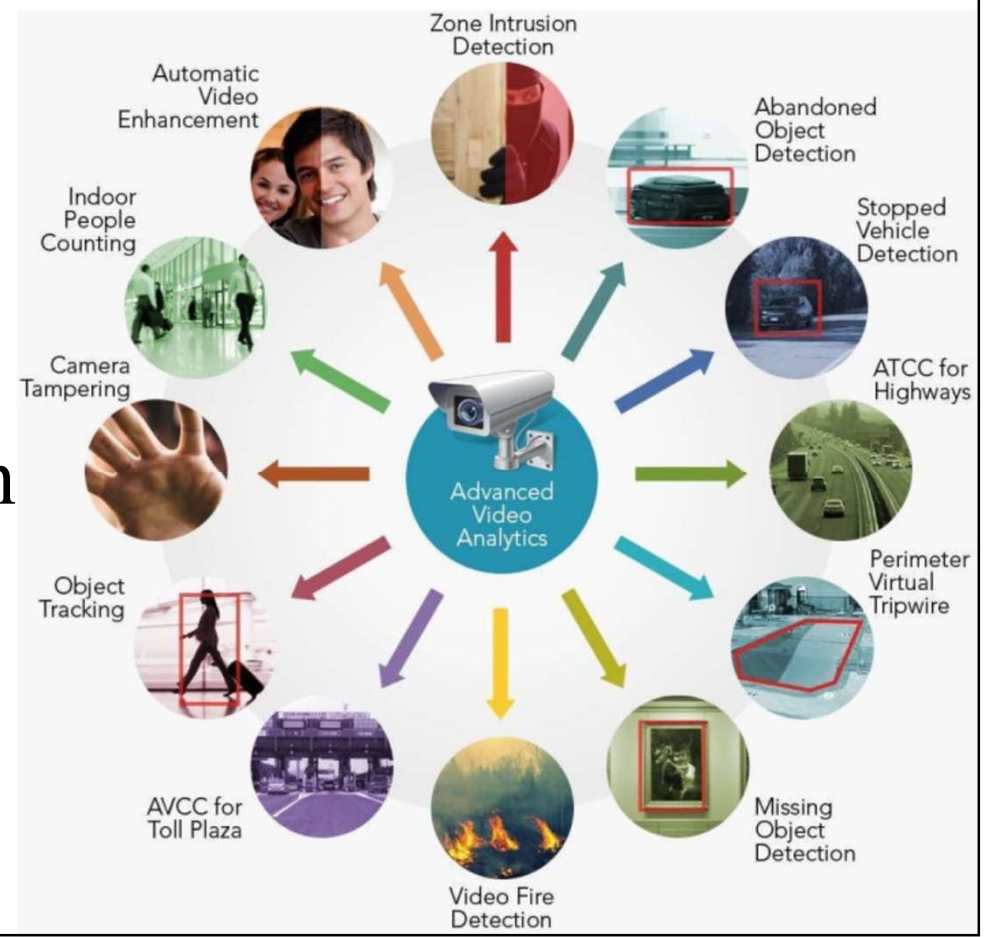 Zone Intrusion
Detection
Automatic
Video
Enhancement
Abandoned
Object
Detection
Indoor
People
Counting
Stopped
Vehicle
Detection
Camera
Tampering
ATCC for
Highways
n
Advanced
Video
Analytics
Object
Tracking
Perimeter
Virtual
Tripwire
AVCC for
Toll Plaza
Missing
Object
Detection
Video Fire
Detection